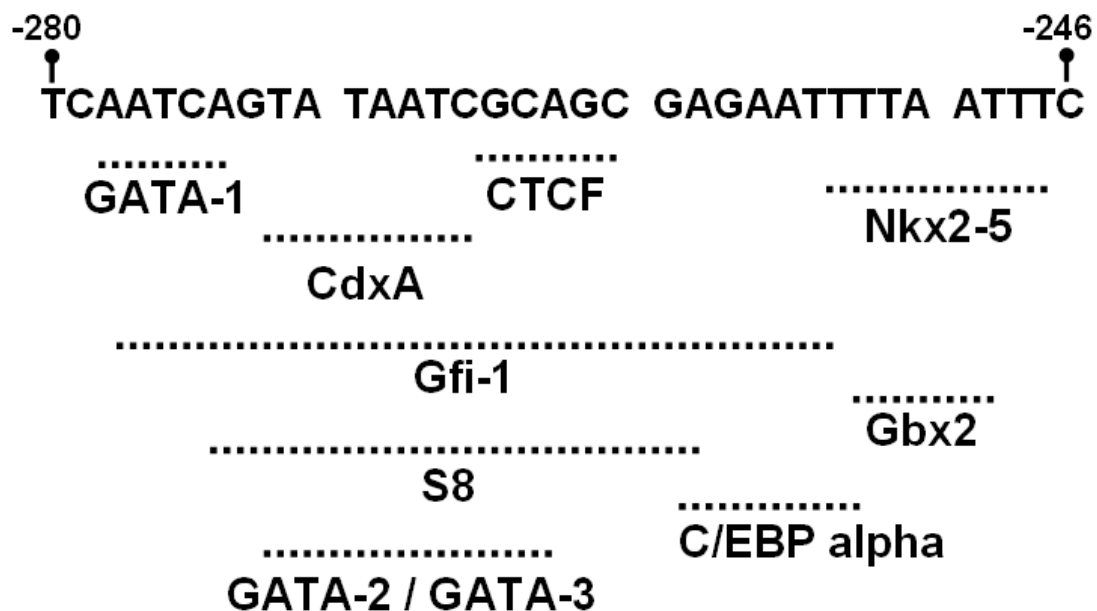 -280 -246
TCAATCAGTA TAATCGCAGC GAGAATTTTA ATTTC
GATA-1 CTCF Nkx2-5
CdxA
Gfi-1
Gbx2
S8
C/EBP alpha
GATA-2 / GATA-3